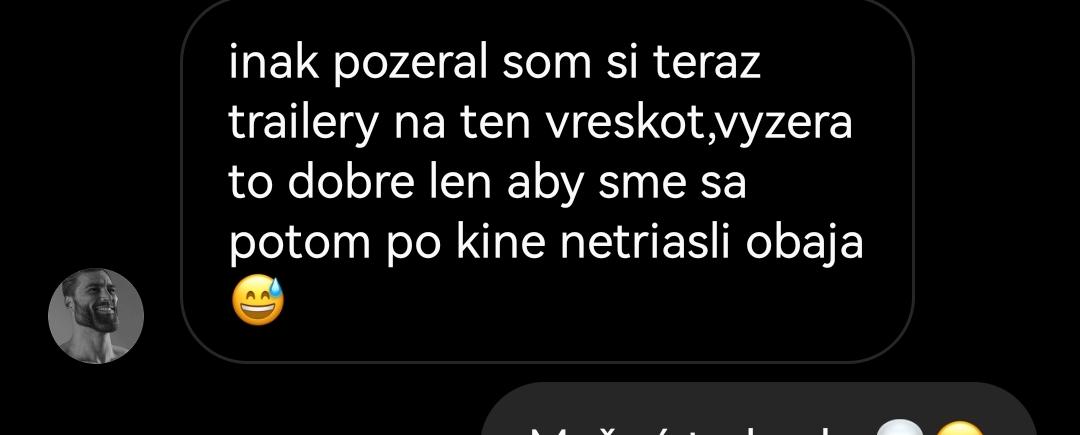 inak pozeral som si teraz
trailery na ten vreskot,vyzera
to dobre len aby sme sa
potom po kine netriasli obaja
😅